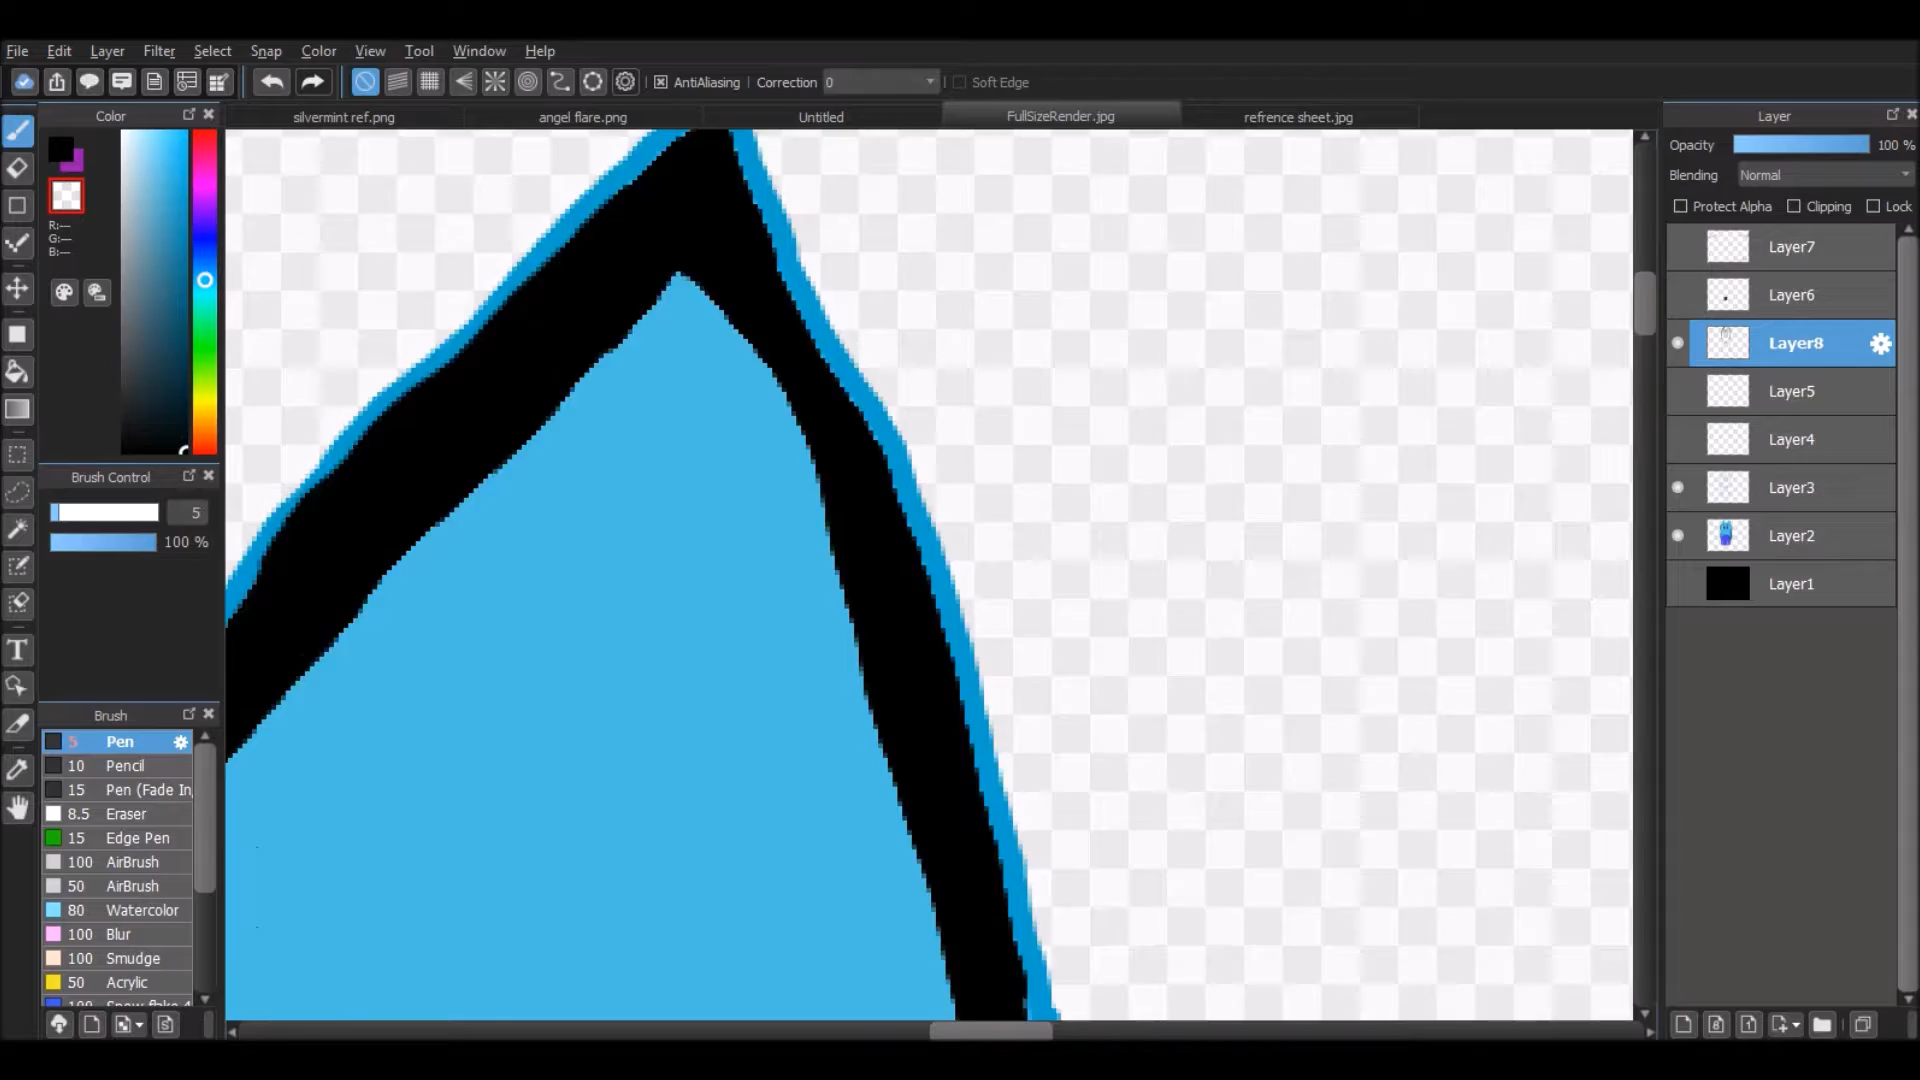 File Edit Layer Filter Select Snap Color View Tool Window Help
AntiAliasing Correction 0 Soft Edge
Color
silvermint ref.png angel flare.png Untitled FullSizeRender.jpg refrence sheet.jpg
Layer
Opacity 100 %
Blending Normal
Protect Alpha Clipping Lock
R:---
G:---
B:---
Layer7
Layer6
Layer8
Layer5
Layer4
Layer3
Layer2
Layer1
Brush Control
5
100 %
Brush
5 Pen
10 Pencil
15 Pen (Fade In
8.5 Eraser
15 Edge Pen
100 AirBrush
50 AirBrush
80 Watercolor
100 Blur
100 Smudge
50 Acrylic